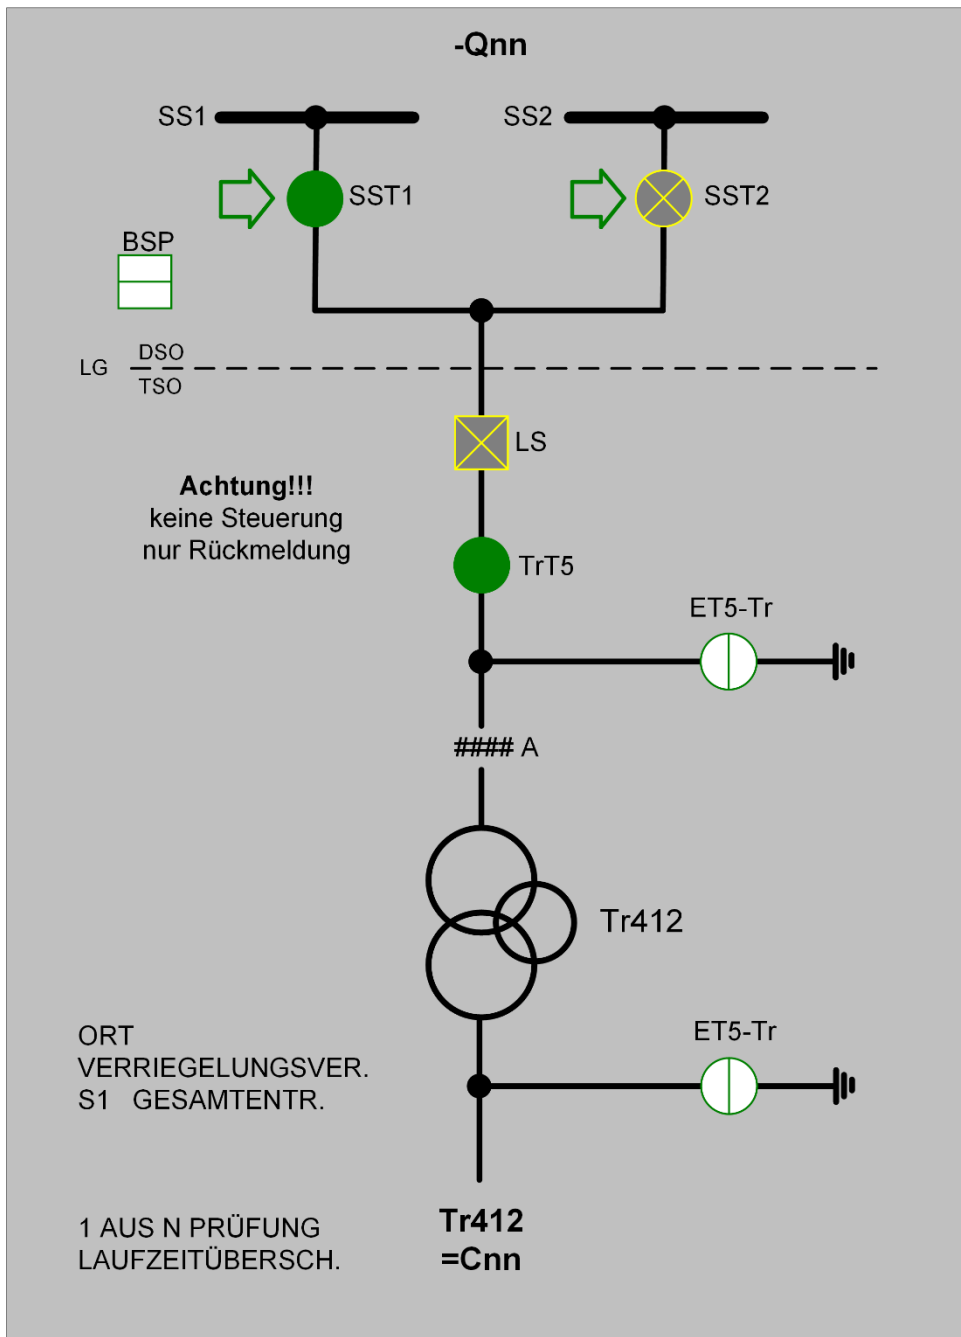 -Qnn
SS1
SS2
SST1
SST2
BSP
LG
DSO
TSO
LS
Achtung!!!
keine Steuerung
nur Rückmeldung
TrT5
ET5-Tr
#### A
Tr412
ORT
VERRIEGELUNGSVER.
S1 GESAMTENTR.
ET5-Tr
1 AUS N PRÜFUNG
LAUFZEITÜBERSCH.
Tr412
=Cnn